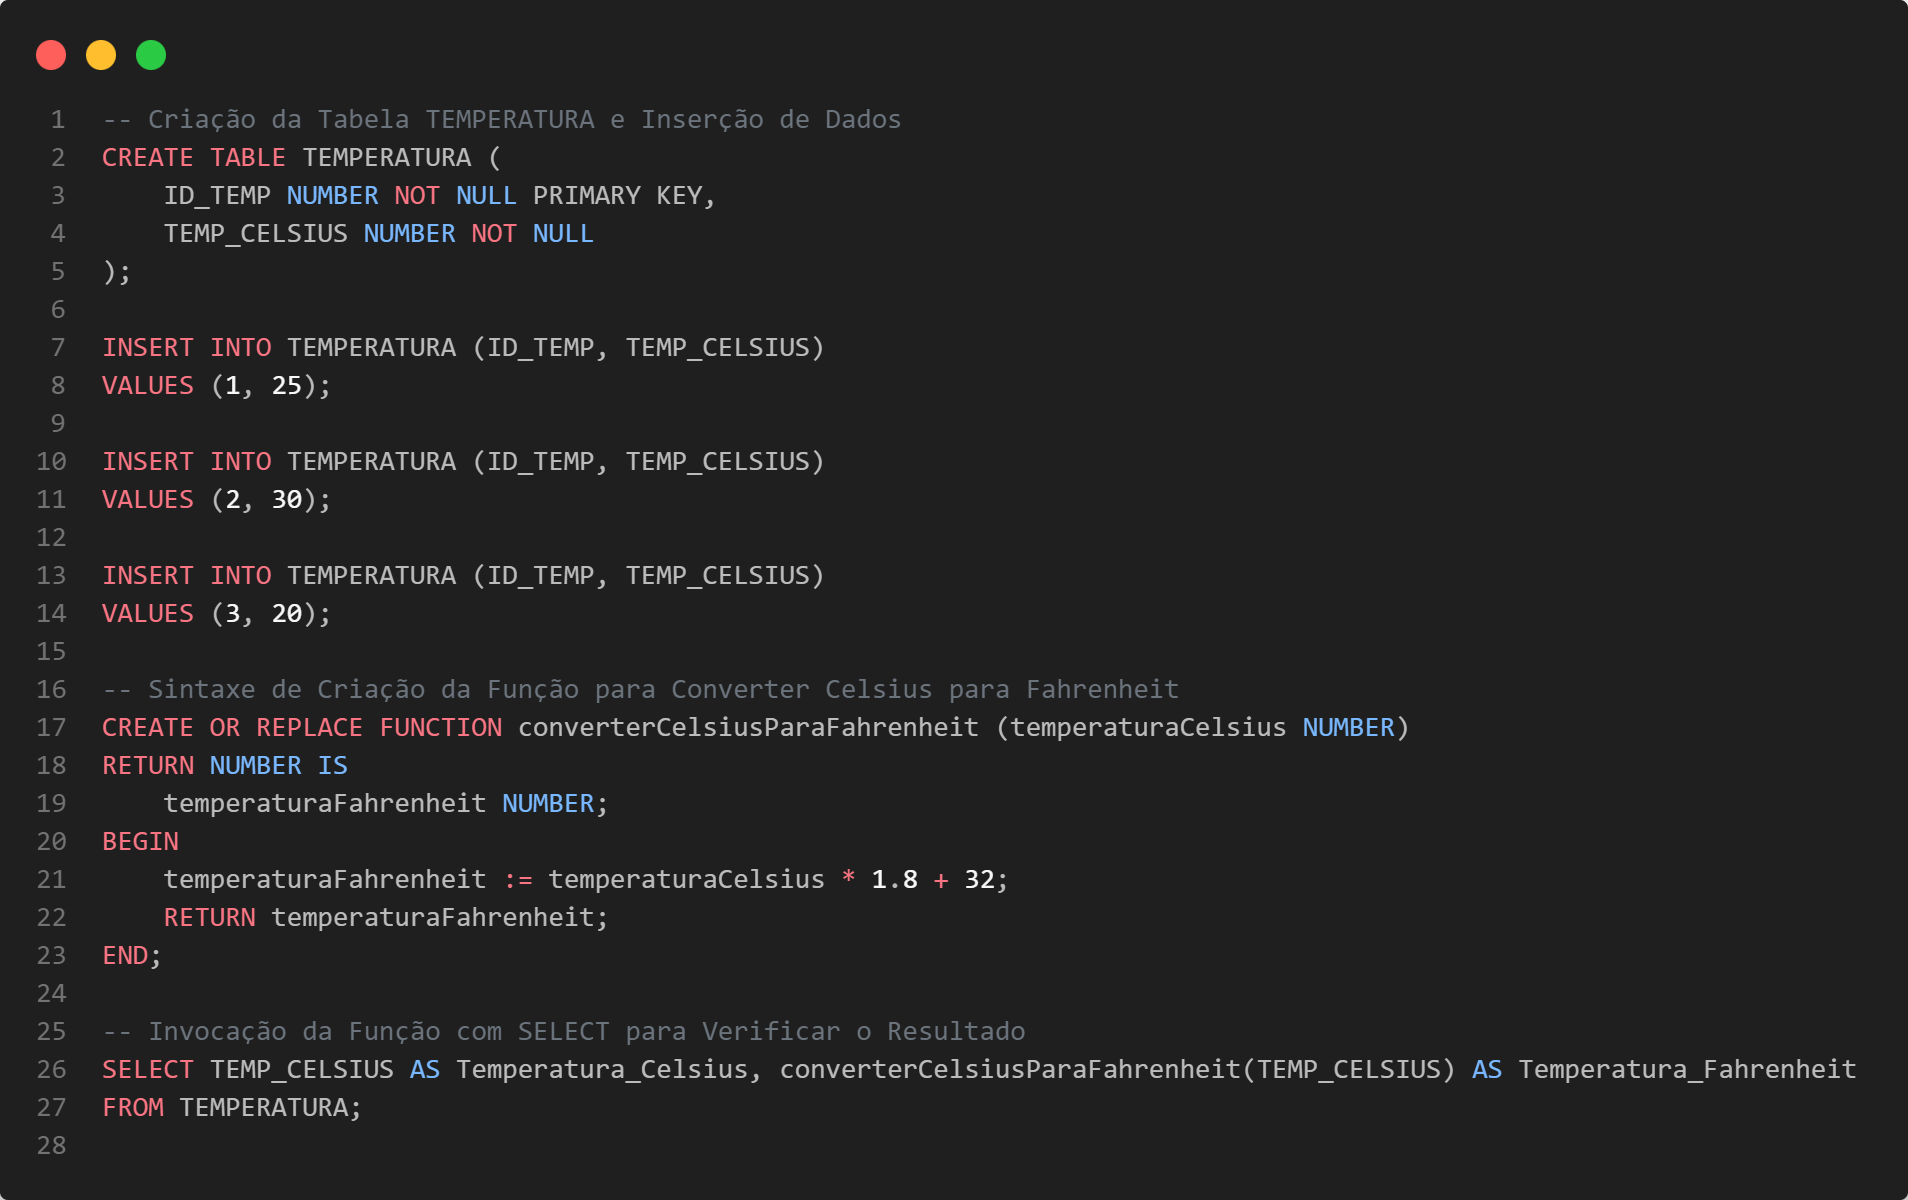 1 -- Criação da Tabela TEMPERATURA e Inserção de Dados
2 CREATE TABLE TEMPERATURA (
3     ID_TEMP NUMBER NOT NULL PRIMARY KEY,
4     TEMP_CELSIUS NUMBER NOT NULL
5 );
6
7 INSERT INTO TEMPERATURA (ID_TEMP, TEMP_CELSIUS)
8 VALUES (1, 25);
9
10 INSERT INTO TEMPERATURA (ID_TEMP, TEMP_CELSIUS)
11 VALUES (2, 30);
12
13 INSERT INTO TEMPERATURA (ID_TEMP, TEMP_CELSIUS)
14 VALUES (3, 20);
15
16 -- Sintaxe de Criação da Função para Converter Celsius para Fahrenheit
17 CREATE OR REPLACE FUNCTION converterCelsiusParaFahrenheit (temperaturaCelsius NUMBER)
18 RETURN NUMBER IS
19     temperaturaFahrenheit NUMBER;
20 BEGIN
21     temperaturaFahrenheit := temperaturaCelsius * 1.8 + 32;
22     RETURN temperaturaFahrenheit;
23 END;
24
25 -- Invocação da Função com SELECT para Verificar o Resultado
26 SELECT TEMP_CELSIUS AS Temperatura_Celsius, converterCelsiusParaFahrenheit(TEMP_CELSIUS) AS Temperatura_Fahrenheit
27 FROM TEMPERATURA;
28